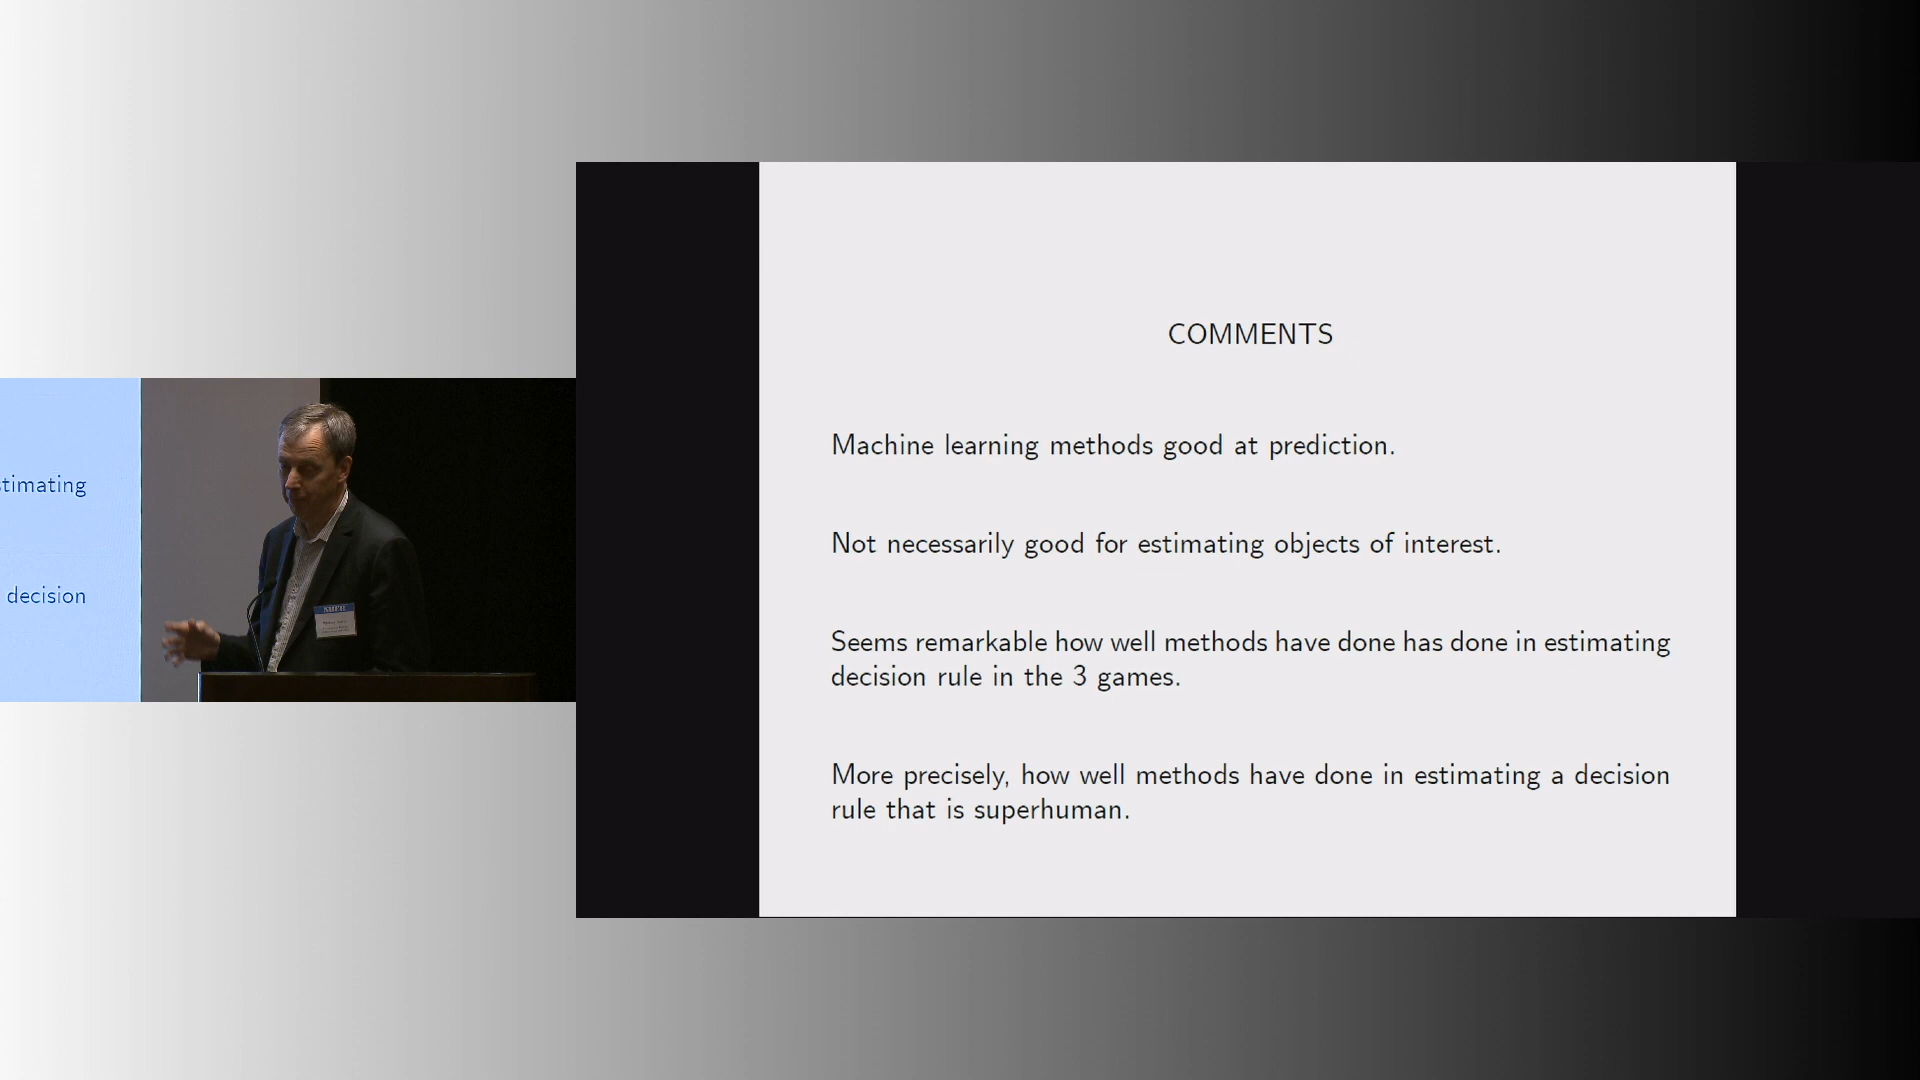 stimating
decision
COMMENTS
Machine learning methods good at prediction.
Not necessarily good for estimating objects of interest.
Seems remarkable how well methods have done has done in estimating
decision rule in the 3 games.
More precisely, how well methods have done in estimating a decision
rule that is superhuman.